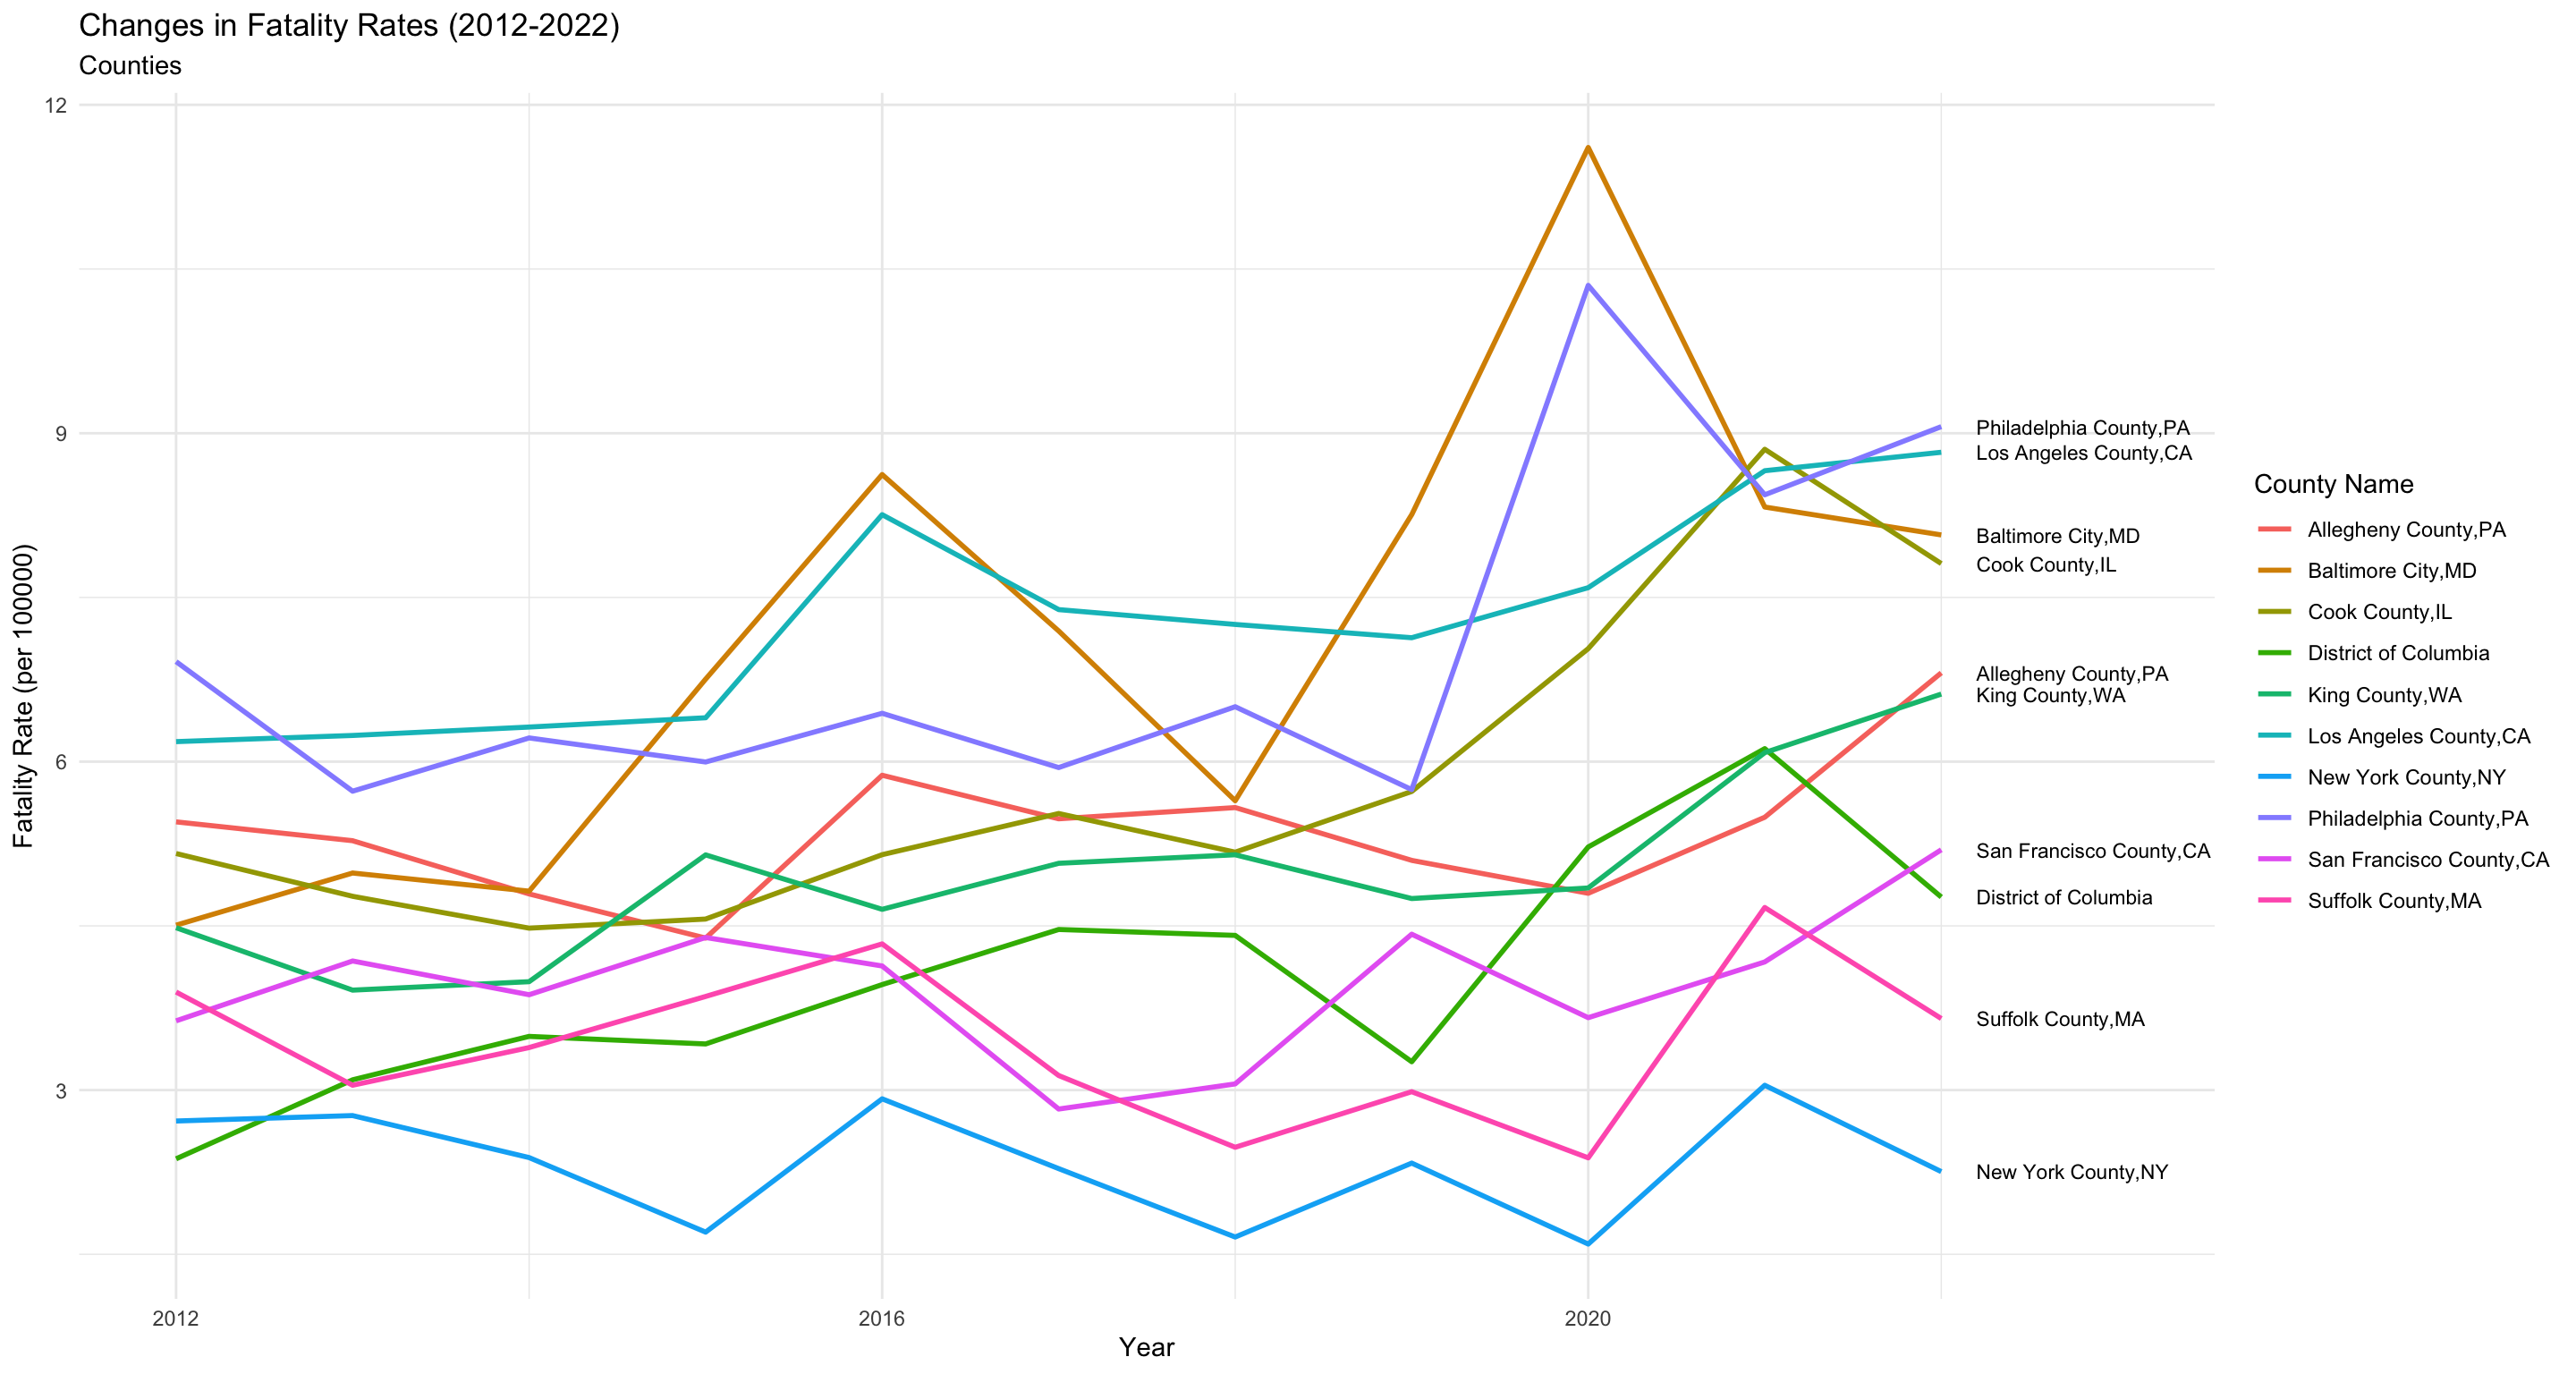 Changes in Fatality Rates (2012-2022)
Counties
Fatality Rate (per 100000)
12
9
6
3
2012
2016
2020
Year
Philadelphia County,PA
Los Angeles County,CA
Baltimore City,MD
Cook County,IL
Allegheny County,PA
King County,WA
San Francisco County,CA
District of Columbia
Suffolk County,MA
New York County,NY
County Name
Allegheny County,PA
Baltimore City,MD
Cook County,IL
District of Columbia
King County,WA
Los Angeles County,CA
New York County,NY
Philadelphia County,PA
San Francisco County,CA
Suffolk County,MA